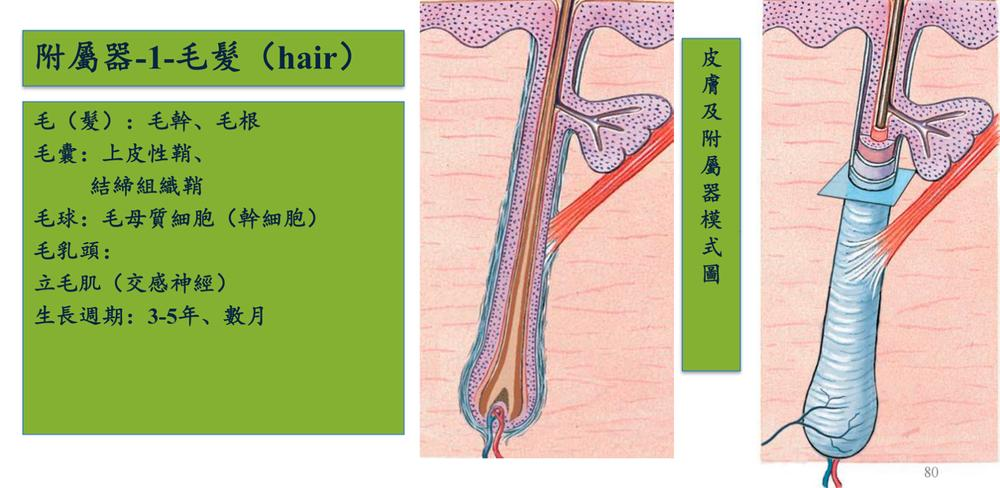 附屬器-1-毛髮（hair）
毛（髮）：毛幹、毛根
毛囊：上皮性鞘、
結締組織鞘
毛球：毛母質細胞（幹細胞）
毛乳頭：
立毛肌（交感神經）
生長週期：3-5年、數月
皮膚及附屬器模式圖
80